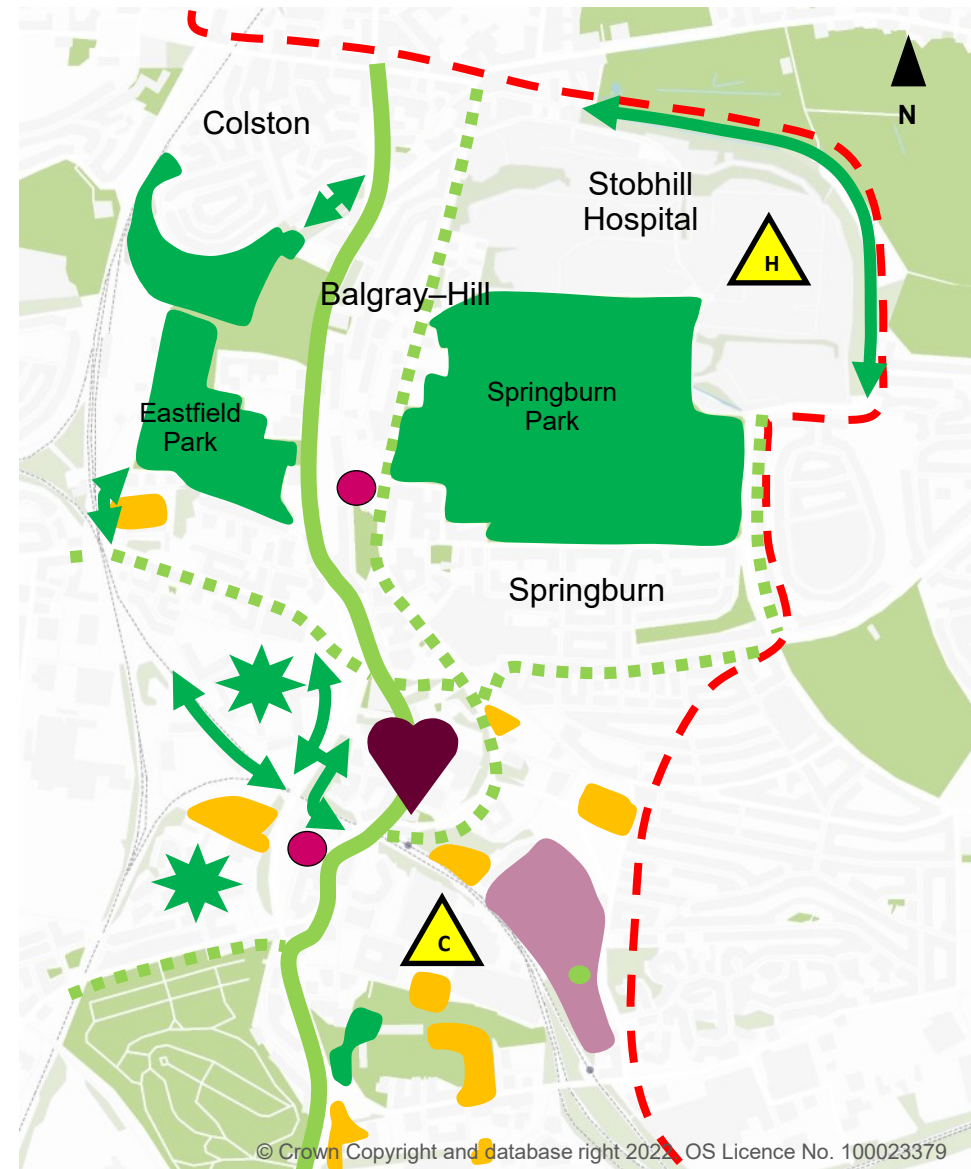 N
Colston
Stobhill
Hospital
H
Balgray–Hill
Springburn
Park
Eastfield
Park
Springburn
C
© Crown Copyright and database right 2022. OS Licence No. 100023379